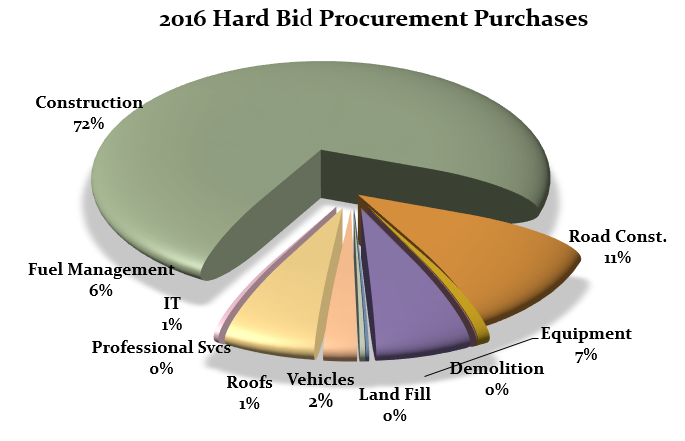 2016 Hard Bid Procurement Purchases
Construction
72%
Road Const.
11%
Fuel Management
6%
IT
1%
Professional Svcs
0%
Roofs
1%
Vehicles
2%
Land Fill
0%
Demolition
0%
Equipment
7%